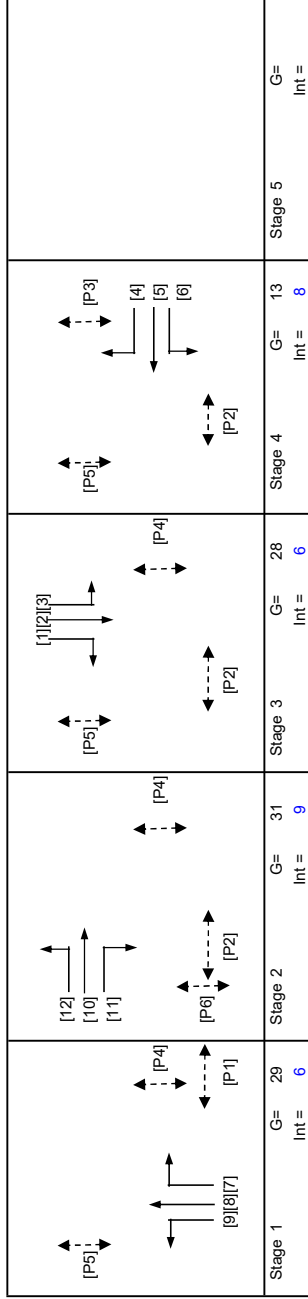 [P5]
[P4]
[P1]
[9][8][7]
Stage 1
G= 29
Int = 6
[12]
[10]
[11]
[P4]
[P6]
[P2]
Stage 2
G= 31
Int = 9
[1][2][3]
[P5]
[P4]
[P2]
Stage 3
G= 28
Int = 6
[P5]
[P3]
[4]
[5]
[6]
[P2]
Stage 4
G= 13
Int = 8
Stage 5
G=
Int =